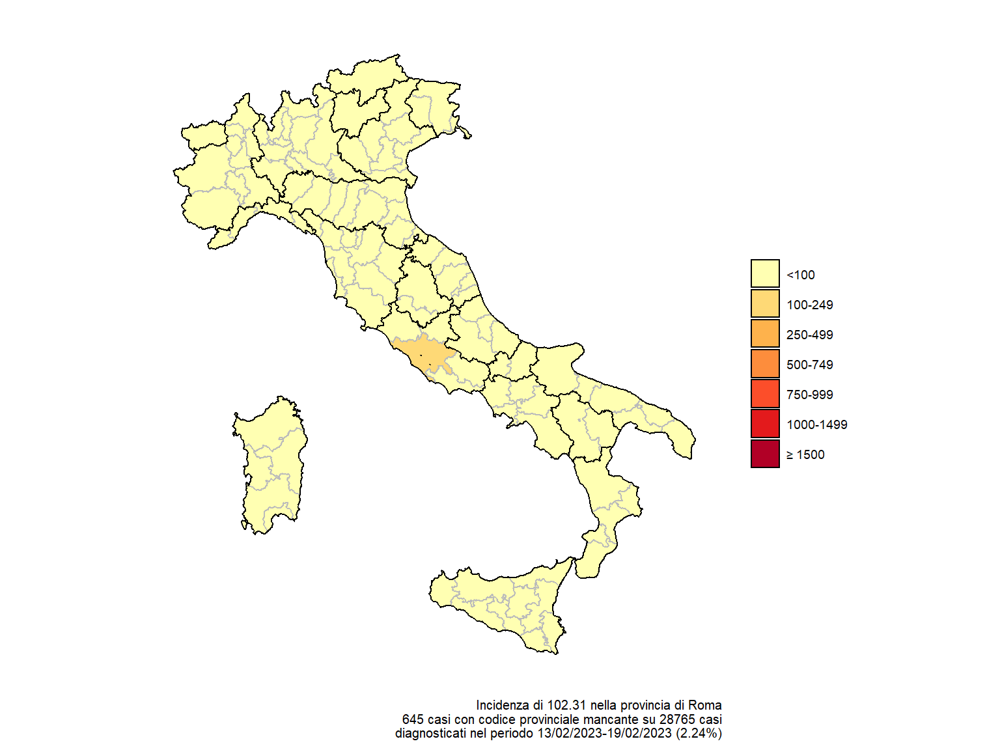 <100
100-249
250-499
500-749
750-999
1000-1499
≥ 1500
Incidenza di 102.31 nella provincia di Roma
645 casi con codice provinciale mancante su 28765 casi
diagnosticati nel periodo 13/02/2023-19/02/2023 (2.24%)